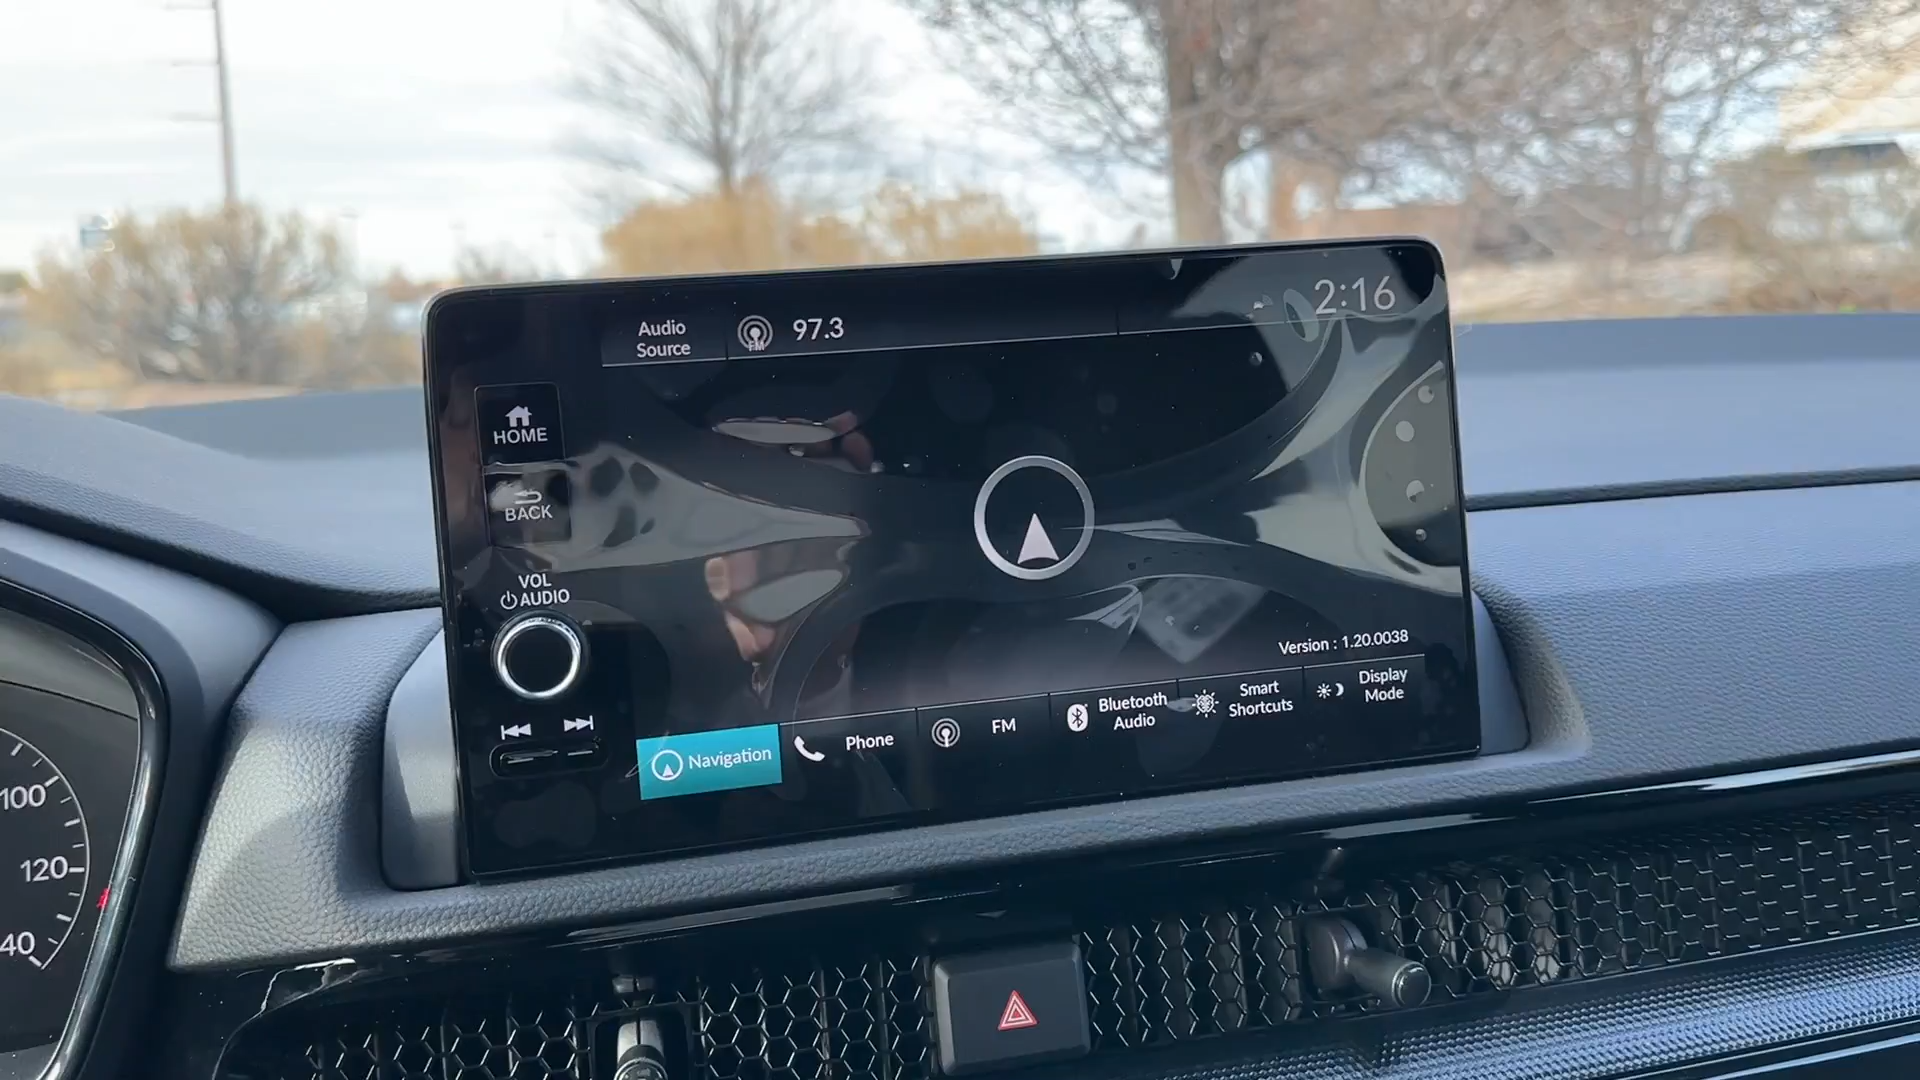 2:16
Audio
Source
FM
97.3
HOME
BACK
VOL
AUDIO
Version : 1.20.0038
Navigation
Phone
FM
Bluetooth
Audio
Smart
Shortcuts
Display
Mode
100
120
40